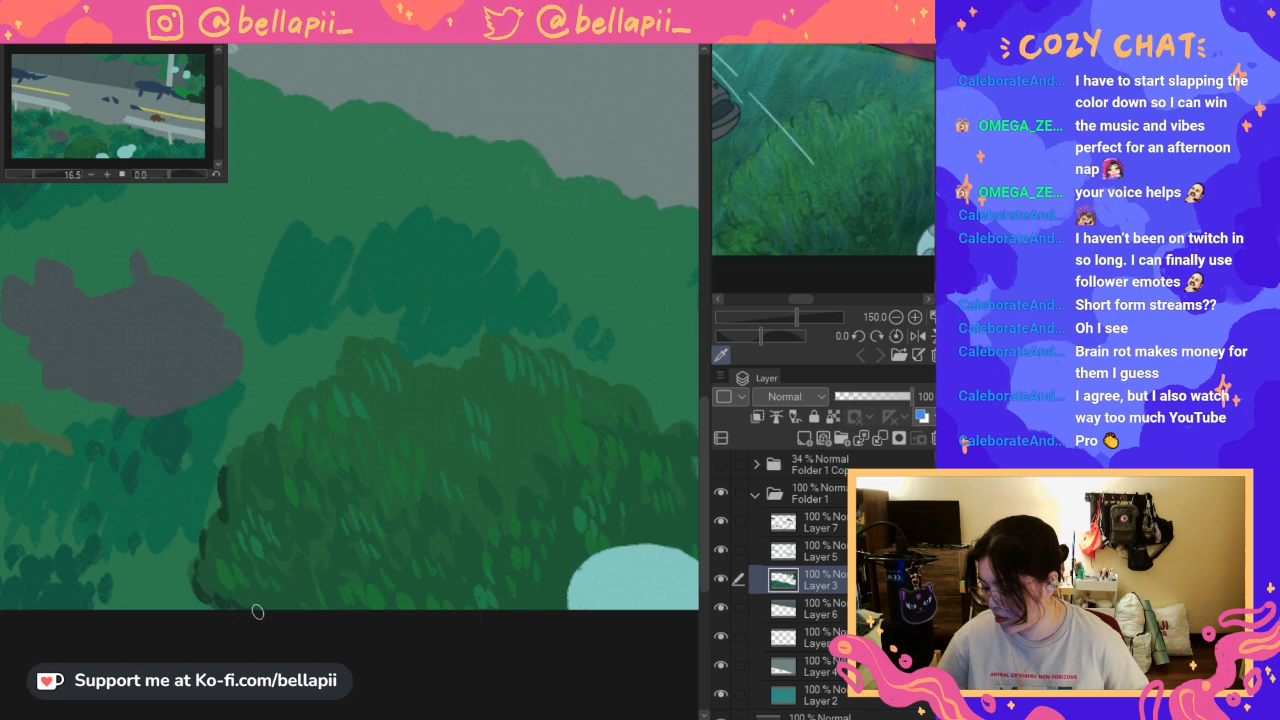 @bellapii_
@bellapii_
COZY CHAT
CaleborateAnd... I have to start slapping the
color down so I can win
OMEGA_ZE... the music and vibes
perfect for an afternoon
nap
OMEGA_ZE... your voice helps
CaleborateAnd...
CaleborateAnd... I haven't been on twitch in
so long. I can finally use
follower emotes
CaleborateAnd... Short form streams??
CaleborateAnd... Oh I see
CaleborateAnd... Brain rot makes money for
them I guess
CaleborateAnd... I agree, but I also watch
way too much YouTube
CaleborateAnd... Pro
16.5
0.0
150.0
0.0
Layer
Normal
100
34 % Normal
Folder 1 Cop
100 % Norma
Folder 1
100 % No
Layer 7
100 % No
Layer 5
100 % No
Layer 3
100 % No
Layer 6
100 % No
Layer
100 % No
Layer 4
100 % No
Layer 2
100 % Normal
Support me at Ko-fi.com/bellapii
ANIMAL CROSSING NEW HORIZONS